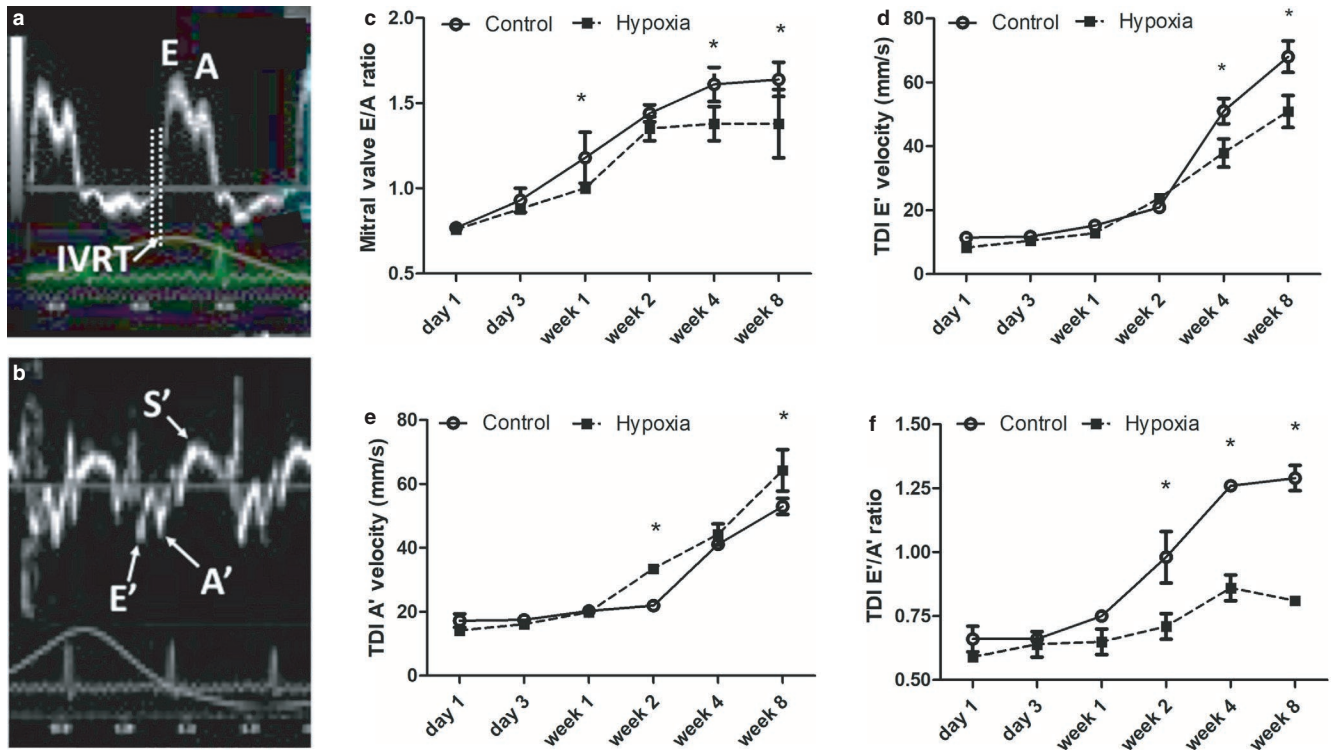 a
E
A
IVRT
b
S'
E'
A'
c
Control
Hypoxia
*
*
*
Mitral valve E/A ratio
2.0
1.5
1.0
0.5
day 1
day 3
week 1
week 2
week 4
week 8
d
Control
Hypoxia
*
*
TDI E' velocity (mm/s)
80
60
40
20
0
day 1
day 3
week 1
week 2
week 4
week 8
e
Control
Hypoxia
*
*
TDI A' velocity (mm/s)
80
60
40
20
0
day 1
day 3
week 1
week 2
week 4
week 8
f
Control
Hypoxia
*
*
*
TDI E'/A' ratio
1.50
1.25
1.00
0.75
0.50
day 1
day 3
week 1
week 2
week 4
week 8